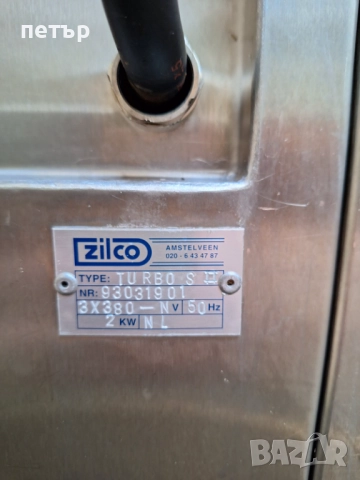 петър
zilco
AMSTELVEEN
020 - 6 43 47 87
TYPE: TURBO S II
NR: 93031901
3X380-N V 50 Hz
2 KW NL
BAZAR